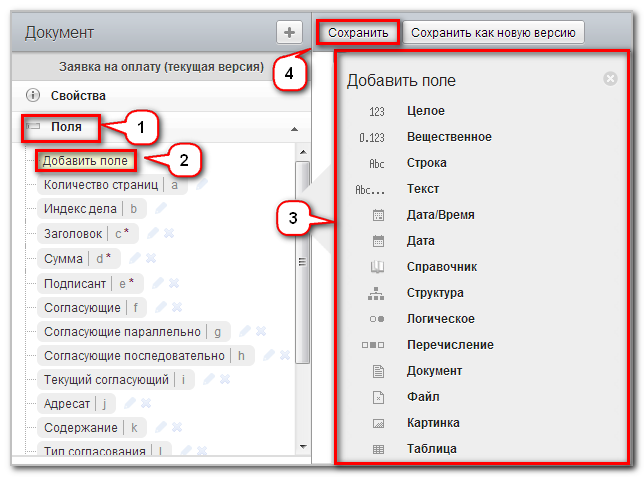 Документ
+
Заявка на оплату (текущая версия)
Свойства
Поля
1
Добавить поле
2
Количество страниц | a
Индекс дела | b
Заголовок | c *
Сумма | d *
Подписант | e *
Согласующие | f
Согласующие параллельно | g
Согласующие последовательно | h
Текущий согласующий | i
Адресат | j
Содержание | k
Тип согласования | l
Сохранить
Сохранить как новую версию
4
3
Добавить поле
123 Целое
0.123 Вещественное
Abc Строка
Abc... Текст
Дата/Время
Дата
Справочник
Структура
Логическое
Перечисление
Документ
Файл
Картинка
Таблица